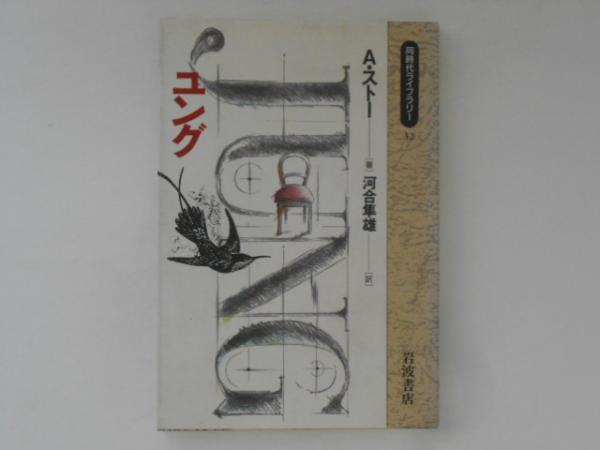 同時代ライブラリー
12
A・ストー[著]
河合隼雄[訳]
ユング
JUNG
岩波書店